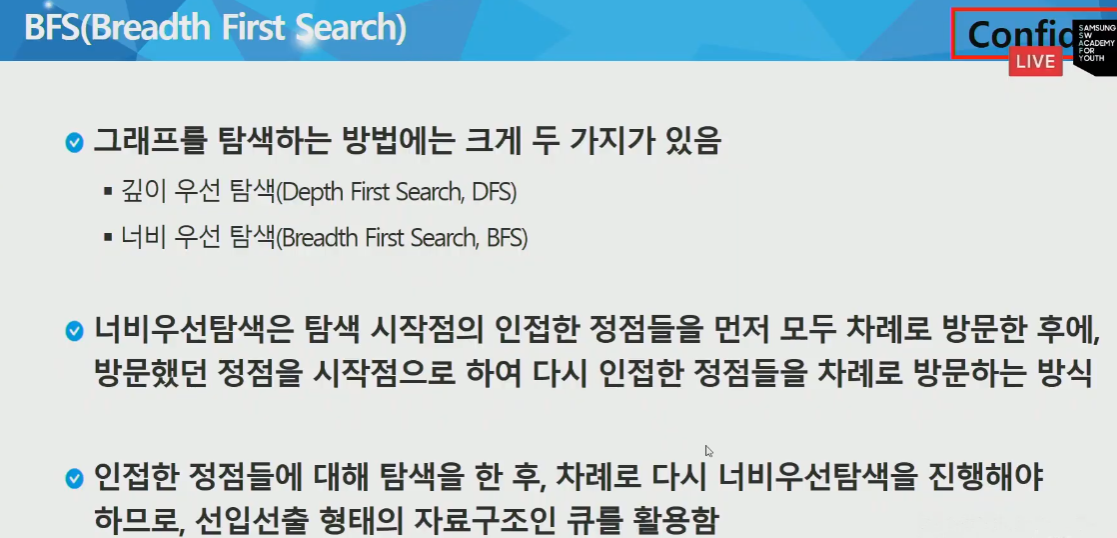 BFS(Breadth First Search)
LIVE
SAMSUNG
SW
ACADEMY
FOR
YOUTH
그래프를 탐색하는 방법에는 크게 두 가지가 있음
깊이 우선 탐색(Depth First Search, DFS)
너비 우선 탐색(Breadth First Search, BFS)
너비우선탐색은 탐색 시작점의 인접한 정점들을 먼저 모두 차례로 방문한 후에,
방문했던 정점을 시작점으로 하여 다시 인접한 정점들을 차례로 방문하는 방식
인접한 정점들에 대해 탐색을 한 후, 차례로 다시 너비우선탐색을 진행해야
하므로, 선입선출 형태의 자료구조인 큐를 활용함